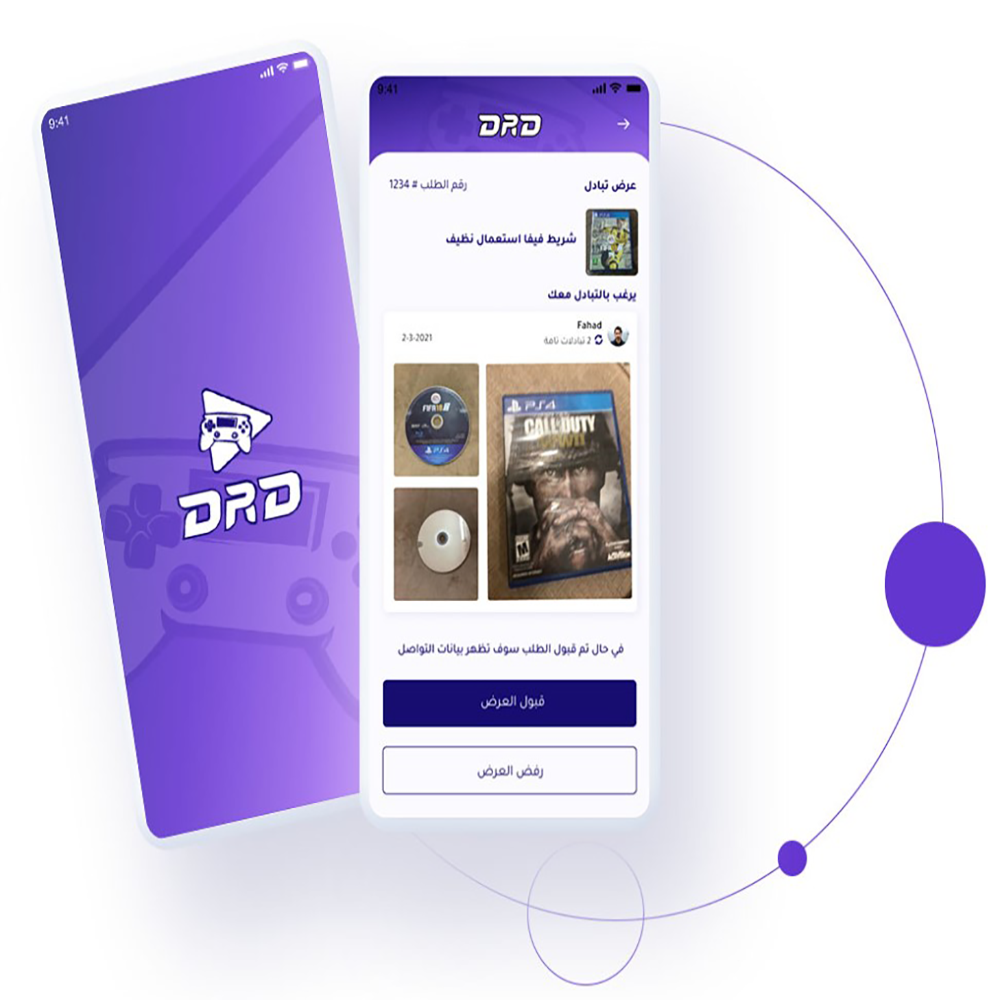 9:41
DRD
9:41
DRD
عرض تبادل
رقم الطلب # 1234
شريط فيفا استعمال نظيف
يرغب بالتبادل معك
Fahad
2 تبادلات تامة
2-3-2021
FIFA 18
PS4
PS4
CALL OF DUTY
WWII
M
ACTIVISION
في حال تم قبول الطلب سوف تظهر بيانات التواصل
قبول العرض
رفض العرض